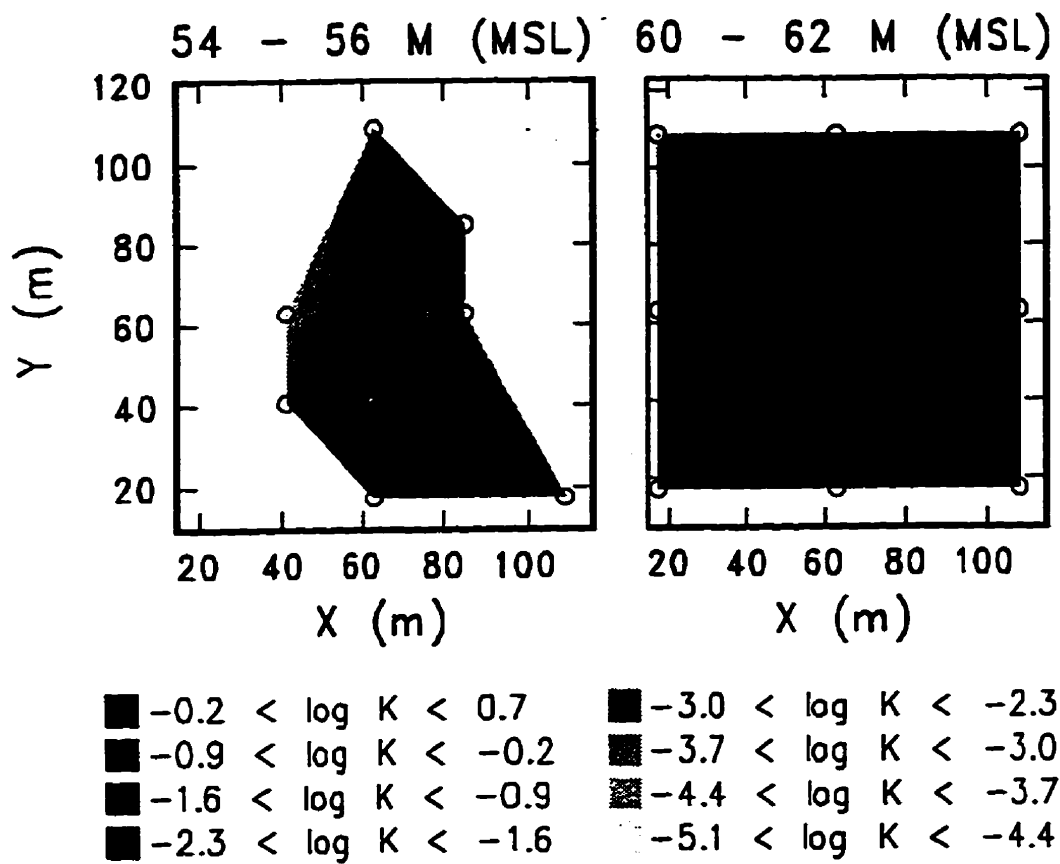 54 - 56 M (MSL)
60 - 62 M (MSL)
120
100
80
60
40
20
Y (m)
20 40 60 80 100
20 40 60 80 100
X (m)
X (m)
-0.2 < log K < 0.7
-0.9 < log K < -0.2
-1.6 < log K < -0.9
-2.3 < log K < -1.6
-3.0 < log K < -2.3
-3.7 < log K < -3.0
-4.4 < log K < -3.7
-5.1 < log K < -4.4